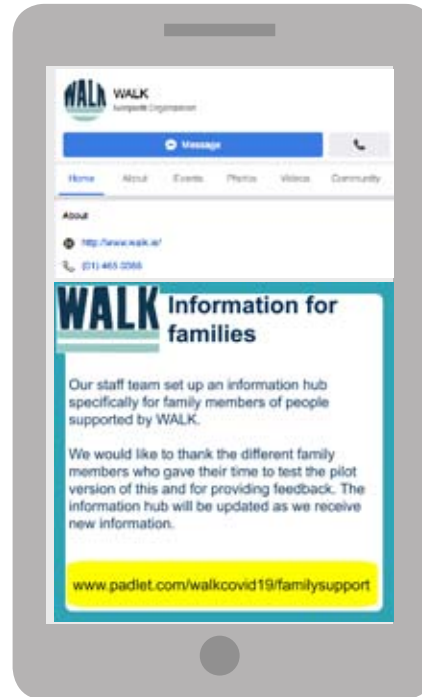 WALK
WALK
Nonprofit Organisation
Message
Home About Events Photos Videos Community
About
http://www.walk.ie/
WALK
Information for
families
Our staff team set up an information hub
specifically for family members of people
supported by WALK.
We would like to thank the different family
members who gave their time to test the pilot
version of this and for providing feedback. The
information hub will be updated as we receive
new information.
www.padlet.com/walkcovid19/familysupport